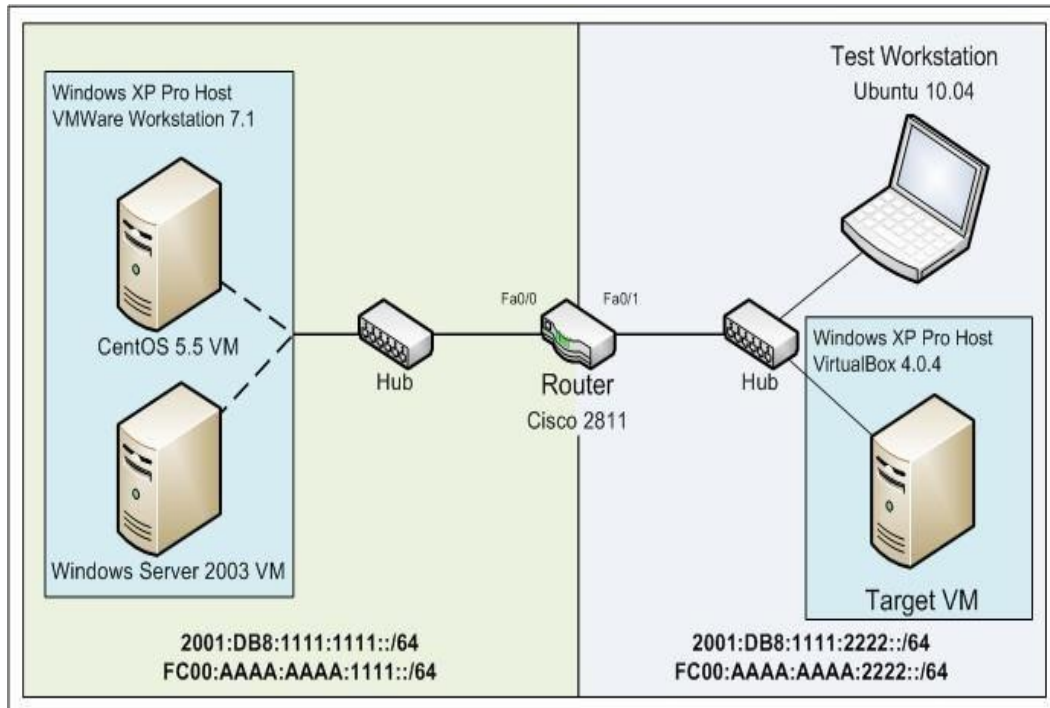 Windows XP Pro Host
VMWare Workstation 7.1
CentOS 5.5 VM
Windows Server 2003 VM
Hub
Fa0/0
Fa0/1
Router
Cisco 2811
Hub
Test Workstation
Ubuntu 10.04
Windows XP Pro Host
VirtualBox 4.0.4
Target VM
2001:DB8:1111:1111::/64
FC00:AAAA:AAAA:1111::/64
2001:DB8:1111:2222::/64
FC00:AAAA:AAAA:2222::/64